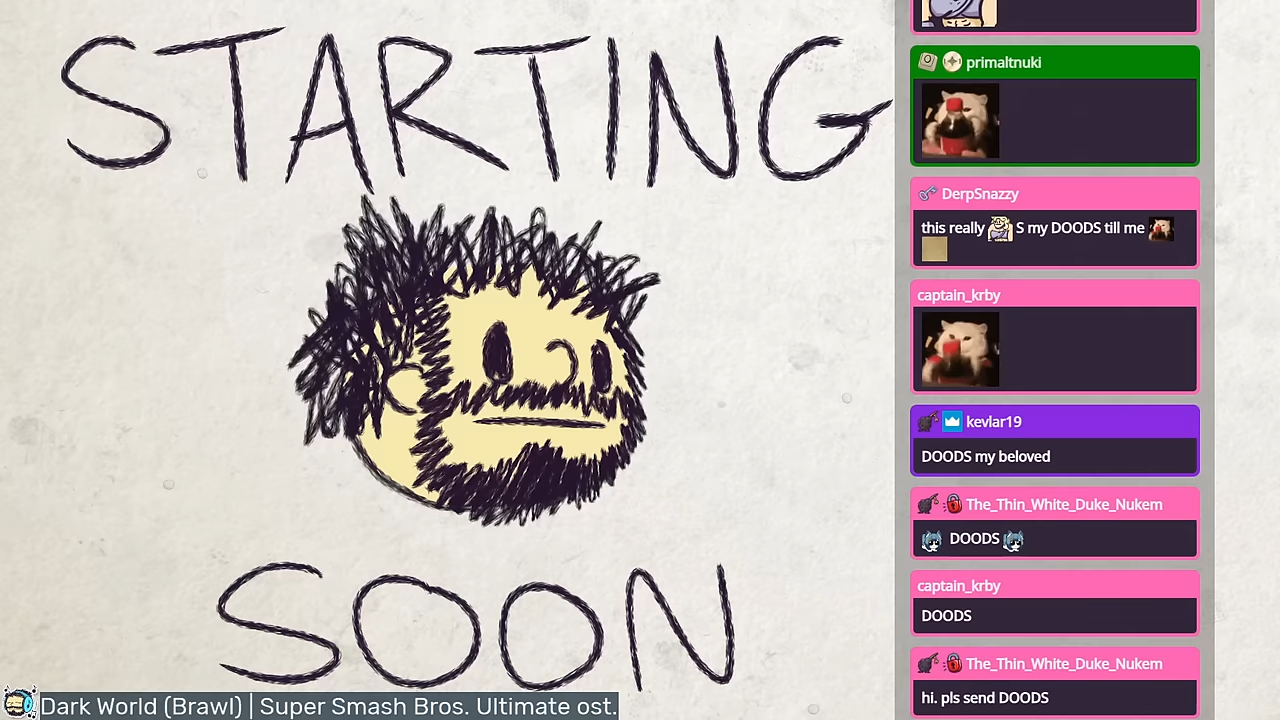 STARTING
SOON
primaltnuki
DerpSnazzy
this really S my DOODS till me
captain_krby
kevlar19
DOODS my beloved
The_Thin_White_Duke_Nukem
DOODS
captain_krby
DOODS
The_Thin_White_Duke_Nukem
hi. pls send DOODS
Dark World (Brawl) | Super Smash Bros. Ultimate ost.